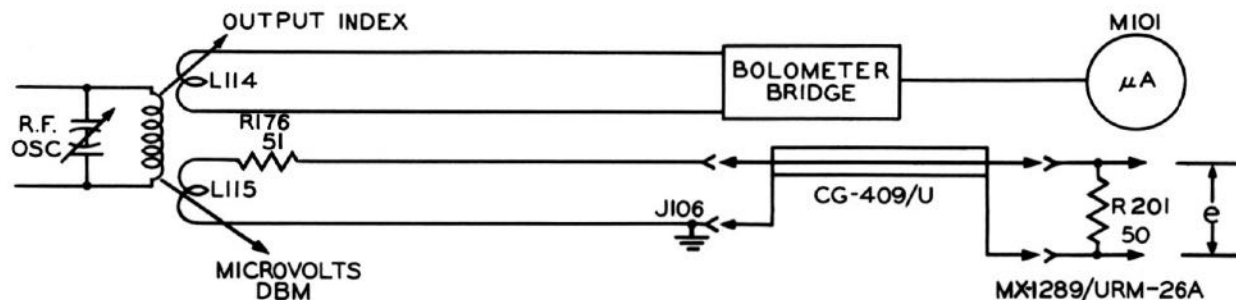 OUTPUT INDEX
M101
L114
BOLOMETER
BRIDGE
μA
R.F.
OSC
R176
51
L115
J106
CG-409/U
R 201
50
e
MICROVOLTS
DBM
MX-1289/URM-26A